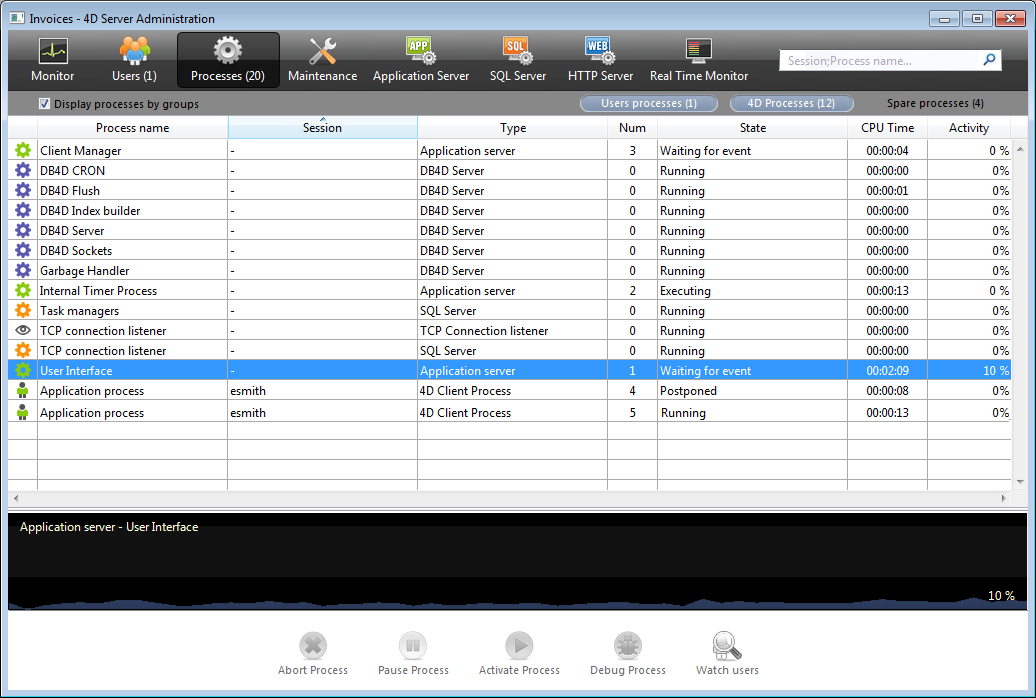 Invoices - 4D Server Administration
APP SQL WEB
Monitor Users (1) Processes (20) Maintenance Application Server SQL Server HTTP Server Real Time Monitor Session;Process name...
Display processes by groups Users processes (1) 4D Processes (12) Spare processes (4)
Process name Session Type Num State CPU Time Activity
Client Manager - Application server 3 Waiting for event 00:00:04 0 %
DB4D CRON - DB4D Server 0 Running 00:00:00 0%
DB4D Flush - DB4D Server 0 Running 00:00:01 0%
DB4D Index builder - DB4D Server 0 Running 00:00:00 0%
DB4D Server - DB4D Server 0 Running 00:00:00 0%
DB4D Sockets - DB4D Server 0 Running 00:00:00 0%
Garbage Handler - DB4D Server 0 Running 00:00:00 0%
Internal Timer Process - Application server 2 Executing 00:00:13 0 %
Task managers - SQL Server 0 Running 00:00:00 0%
TCP connection listener - TCP Connection listener 0 Running 00:00:00 0%
TCP connection listener - SQL Server 0 Running 00:00:00 0%
User Interface - Application server 1 Waiting for event 00:02:09 10 %
Application process esmith 4D Client Process 4 Postponed 00:00:08 0%
Application process esmith 4D Client Process 5 Running 00:00:13 0%
Application server - User Interface
10 %
Abort Process Pause Process Activate Process Debug Process Watch users